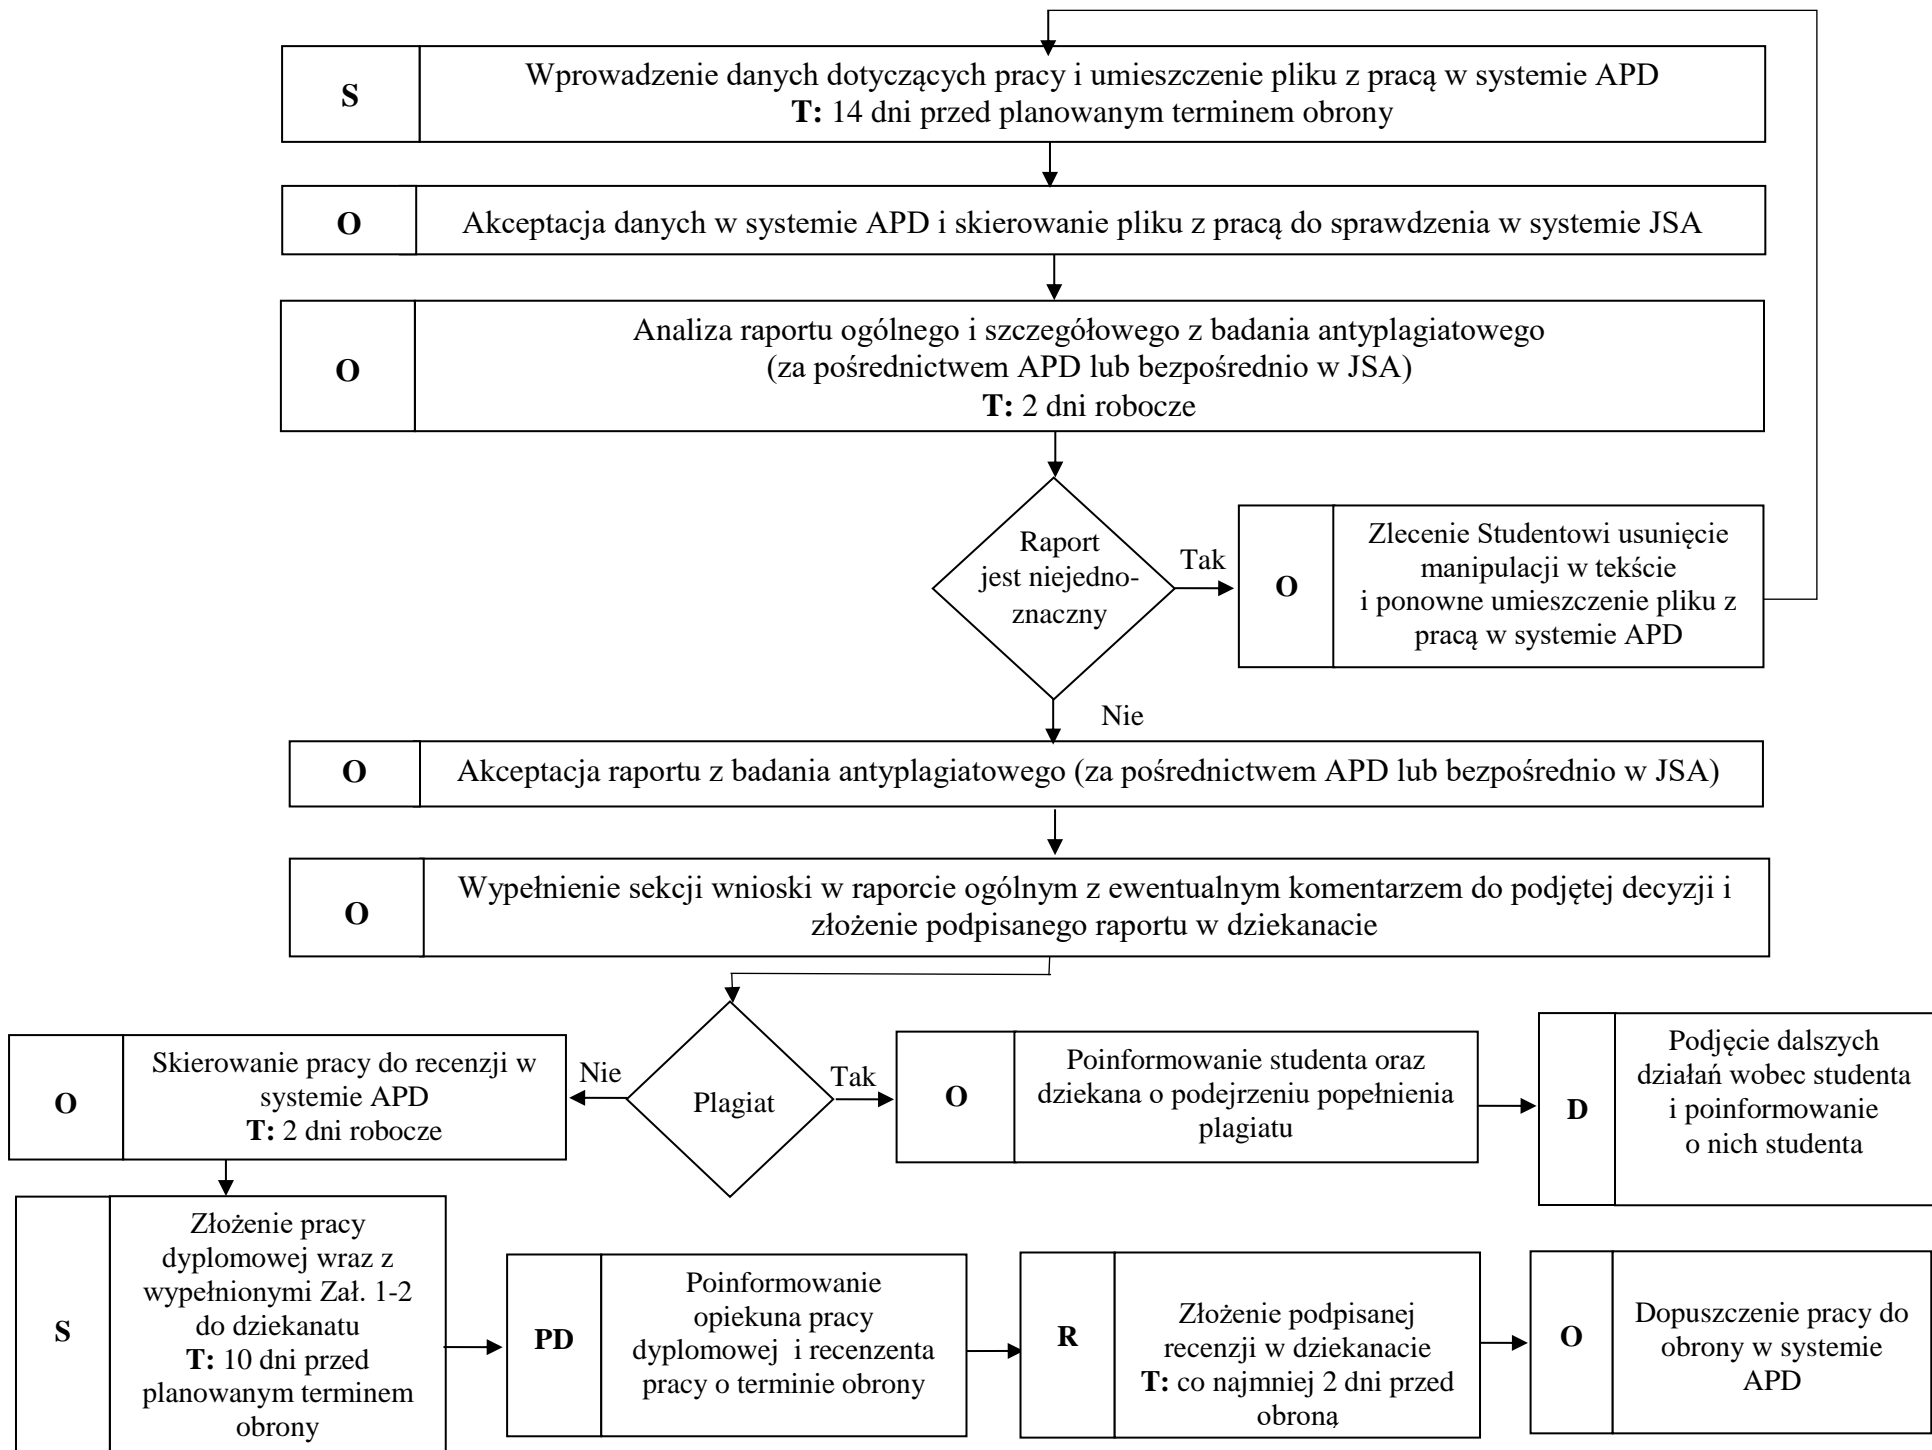 S
Wprowadzenie danych dotyczących pracy i umieszczenie pliku z pracą w systemie APD
T: 14 dni przed planowanym terminem obrony
O
Akceptacja danych w systemie APD i skierowanie pliku z pracą do sprawdzenia w systemie JSA
O
Analiza raportu ogólnego i szczegółowego z badania antyplagiatowego
(za pośrednictwem APD lub bezpośrednio w JSA)
T: 2 dni robocze
Raport
jest niejedno-
znaczny
Tak
O
Zlecenie Studentowi usunięcie
manipulacji w tekście
i ponowne umieszczenie pliku z
pracą w systemie APD
Nie
O
Akceptacja raportu z badania antyplagiatowego (za pośrednictwem APD lub bezpośrednio w JSA)
O
Wypełnienie sekcji wnioski w raporcie ogólnym z ewentualnym komentarzem do podjętej decyzji i
złożenie podpisanego raportu w dziekanacie
O
Skierowanie pracy do recenzji w
systemie APD
T: 2 dni robocze
Nie
Plagiat
Tak
O
Poinformowanie studenta oraz
dziekana o podejrzeniu popełnienia
plagiatu
D
Podjęcie dalszych
działań wobec studenta
i poinformowanie
o nich studenta
S
Złożenie pracy
dyplomowej wraz z
wypełnionymi Zał. 1-2
do dziekanatu
T: 10 dni przed
planowanym terminem
obrony
PD
Poinformowanie
opiekuna pracy
dyplomowej i recenzenta
pracy o terminie obrony
R
Złożenie podpisanej
recenzji w dziekanacie
T: co najmniej 2 dni przed
obroną
O
Dopuszczenie pracy do
obrony w systemie
APD